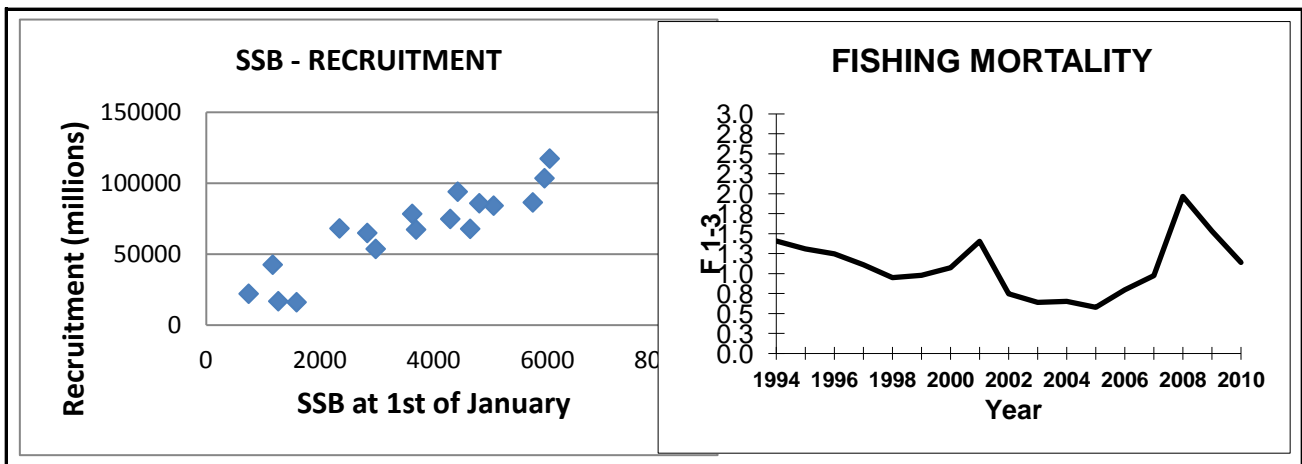 SSB - RECRUITMENT
Recruitment (millions)
150000
100000
50000
0
0 2000 4000 6000 80
SSB at 1st of January
FISHING MORTALITY
F 1-3
3.0
2.8
2.5
2.3
2.0
1.8
1.5
1.3
1.0
0.8
0.5
0.3
0.0
1994 1996 1998 2000 2002 2004 2006 2008 2010
Year